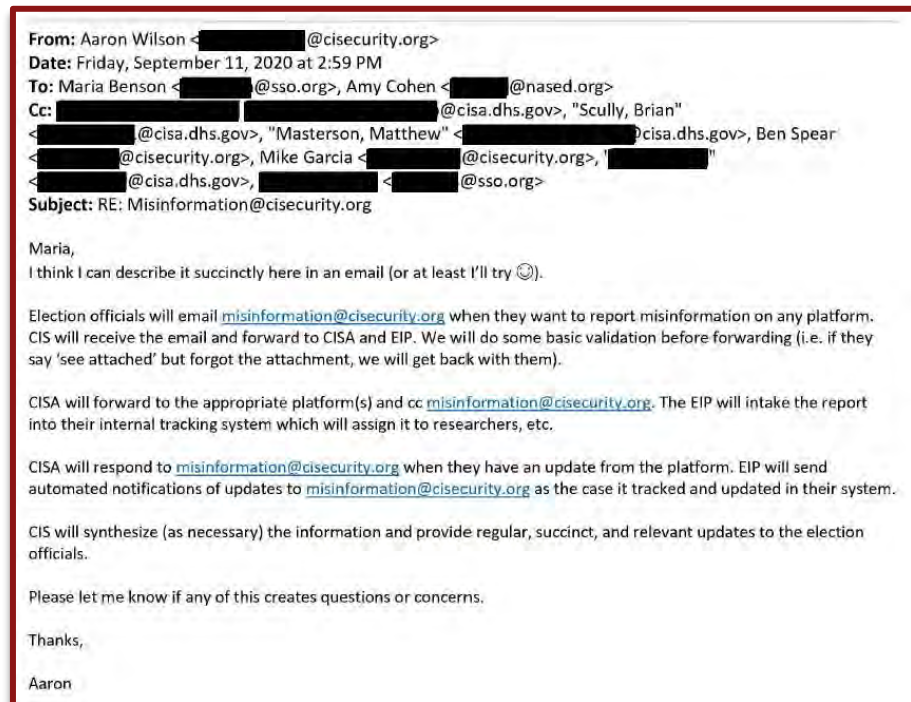 From: Aaron Wilson < @cisecurity.org>
Date: Friday, September 11, 2020 at 2:59 PM
To: Maria Benson < @sso.org>, Amy Cohen < @nased.org>
Cc: @cisa.dhs.gov>, "Scully, Brian"
< @cisa.dhs.gov>, "Masterson, Matthew" < cisa.dhs.gov>, Ben Spear
< @cisecurity.org>, Mike Garcia < @cisecurity.org>, " "
< @cisa.dhs.gov>, < @sso.org>
Subject: RE: Misinformation@cisecurity.org
Maria,
I think I can describe it succinctly here in an email (or at least I'll try ☺).
Election officials will email misinformation@cisecurity.org when they want to report misinformation on any platform.
CIS will receive the email and forward to CISA and EIP. We will do some basic validation before forwarding (i.e. if they
say 'see attached' but forgot the attachment, we will get back with them).
CISA will forward to the appropriate platform(s) and cc misinformation@cisecurity.org. The EIP will intake the report
into their internal tracking system which will assign it to researchers, etc.
CISA will respond to misinformation@cisecurity.org when they have an update from the platform. EIP will send
automated notifications of updates to misinformation@cisecurity.org as the case it tracked and updated in their system.
CIS will synthesize (as necessary) the information and provide regular, succinct, and relevant updates to the election
officials.
Please let me know if any of this creates questions or concerns.
Thanks,
Aaron